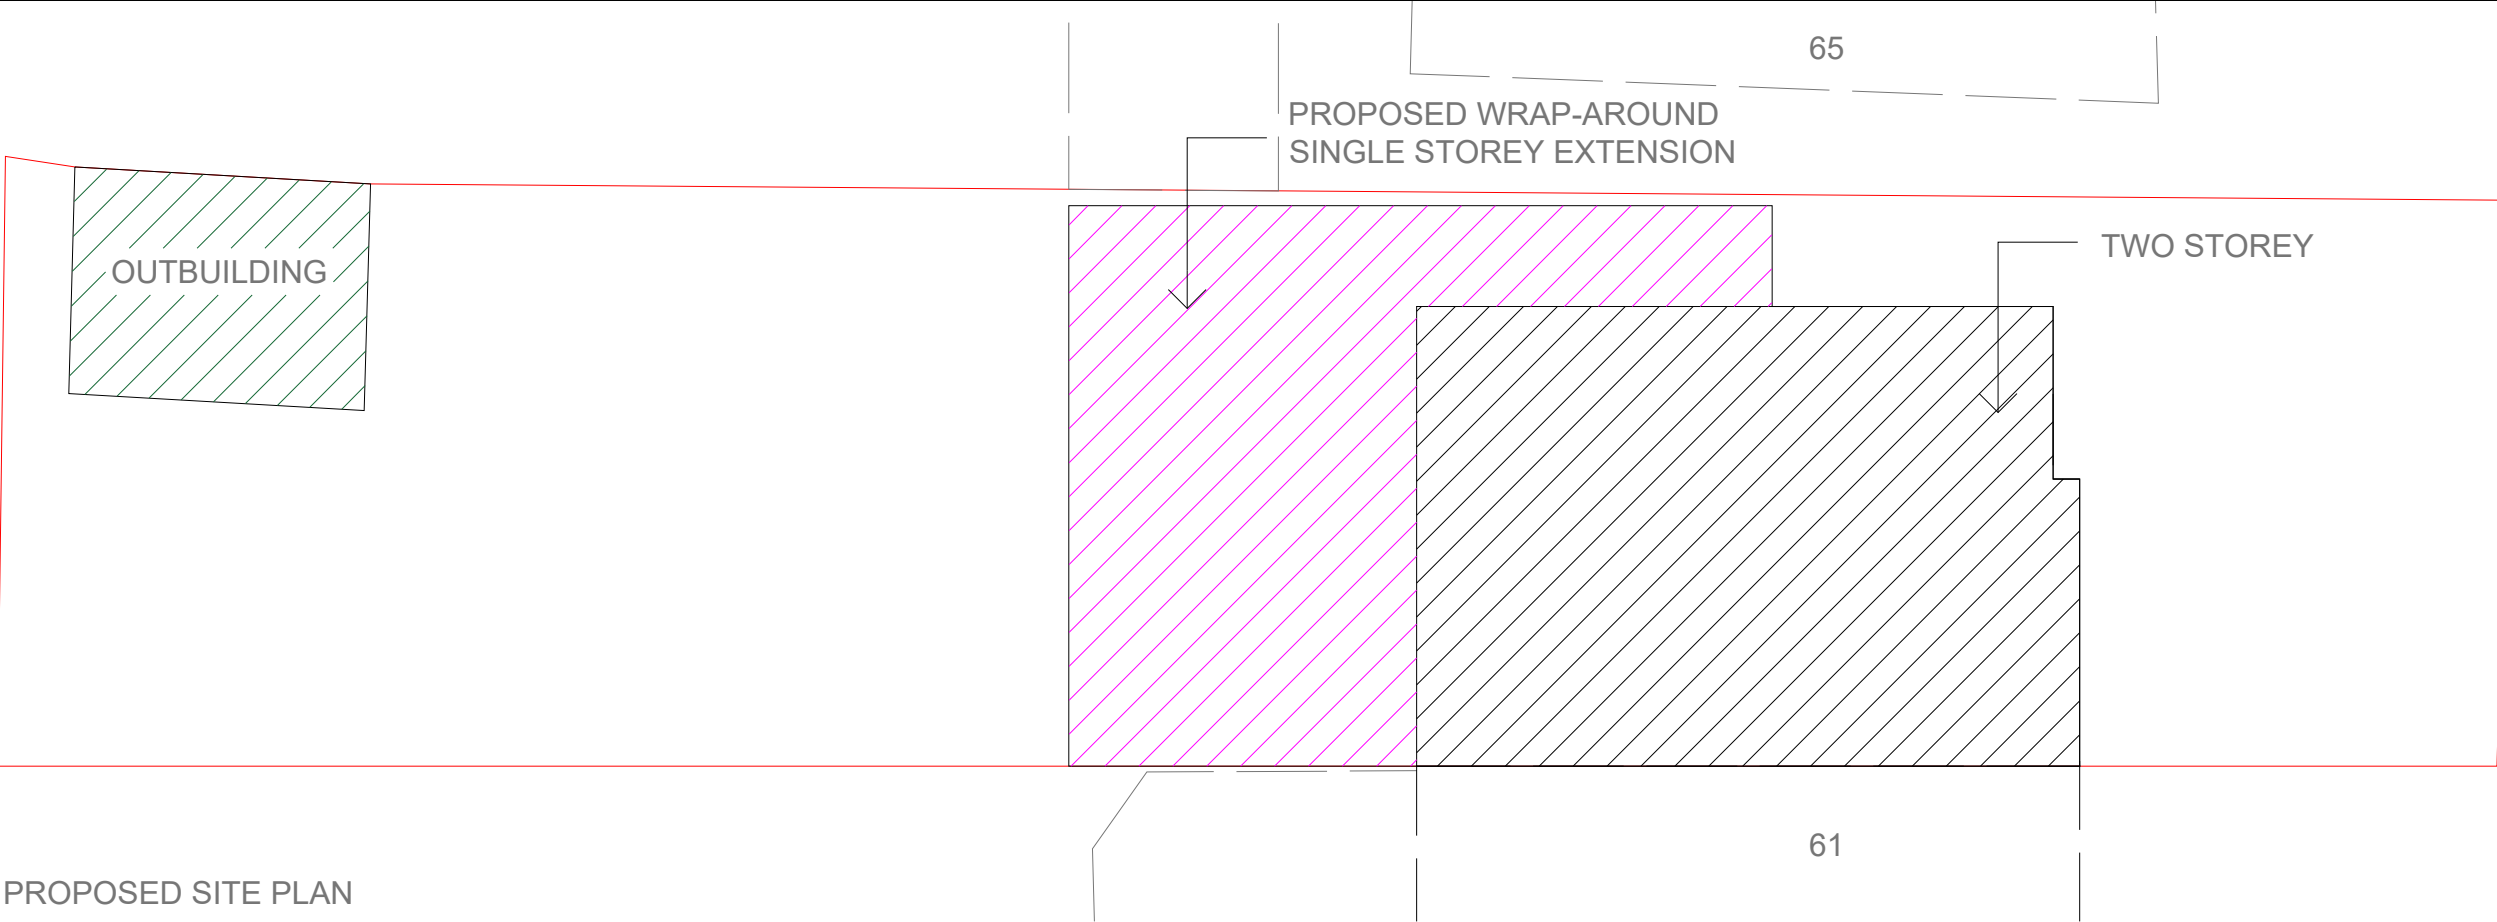 65
PROPOSED WRAP-AROUND
SINGLE STOREY EXTENSION
TWO STOREY
OUTBUILDING
61
PROPOSED SITE PLAN